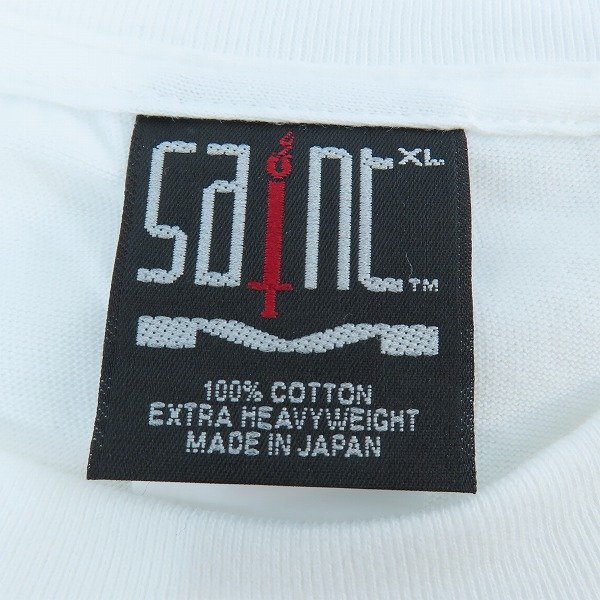 saint XL
TM
100% COTTON
EXTRA HEAVYWEIGHT
MADE IN JAPAN